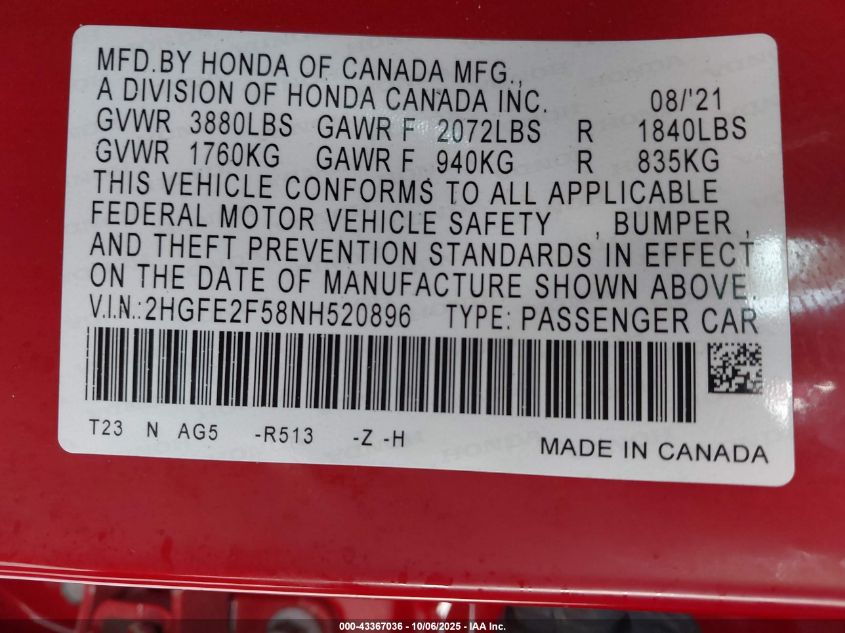 MFD.BY HONDA OF CANADA MFG.,
A DIVISION OF HONDA CANADA INC. 08/'21
GVWR 3880LBS GAWR F 2072LBS R 1840LBS
GVWR 1760KG GAWR F 940KG R 835KG
THIS VEHICLE CONFORMS TO ALL APPLICABLE
FEDERAL MOTOR VEHICLE SAFETY , BUMPER ,
AND THEFT PREVENTION STANDARDS IN EFFECT
ON THE DATE OF MANUFACTURE SHOWN ABOVE.
V.I.N.:2HGFE2F58NH520896 TYPE: PASSENGER CAR
T23 N AG5 -R513 -Z -H
MADE IN CANADA
000-43367036 - 10/06/2025 - IAA Inc.